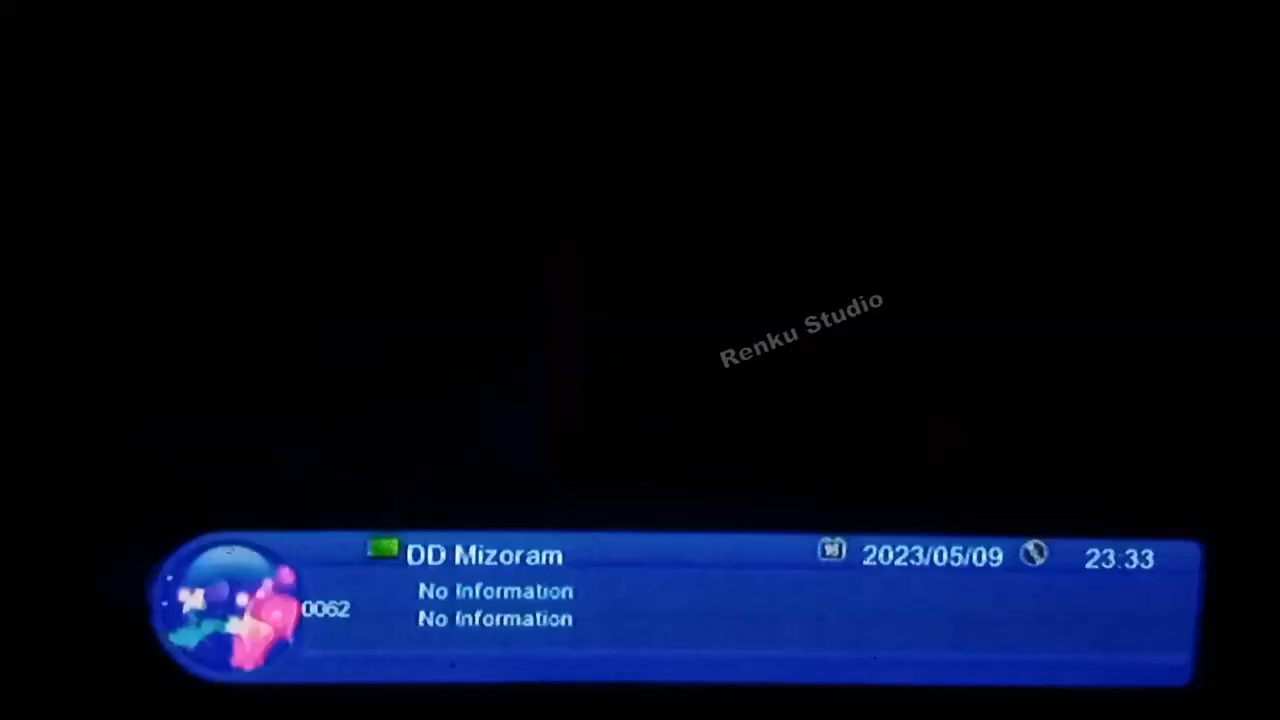 Renku Studio
DD Mizoram 2023/05/09 23:33
No Information
0062
No Information